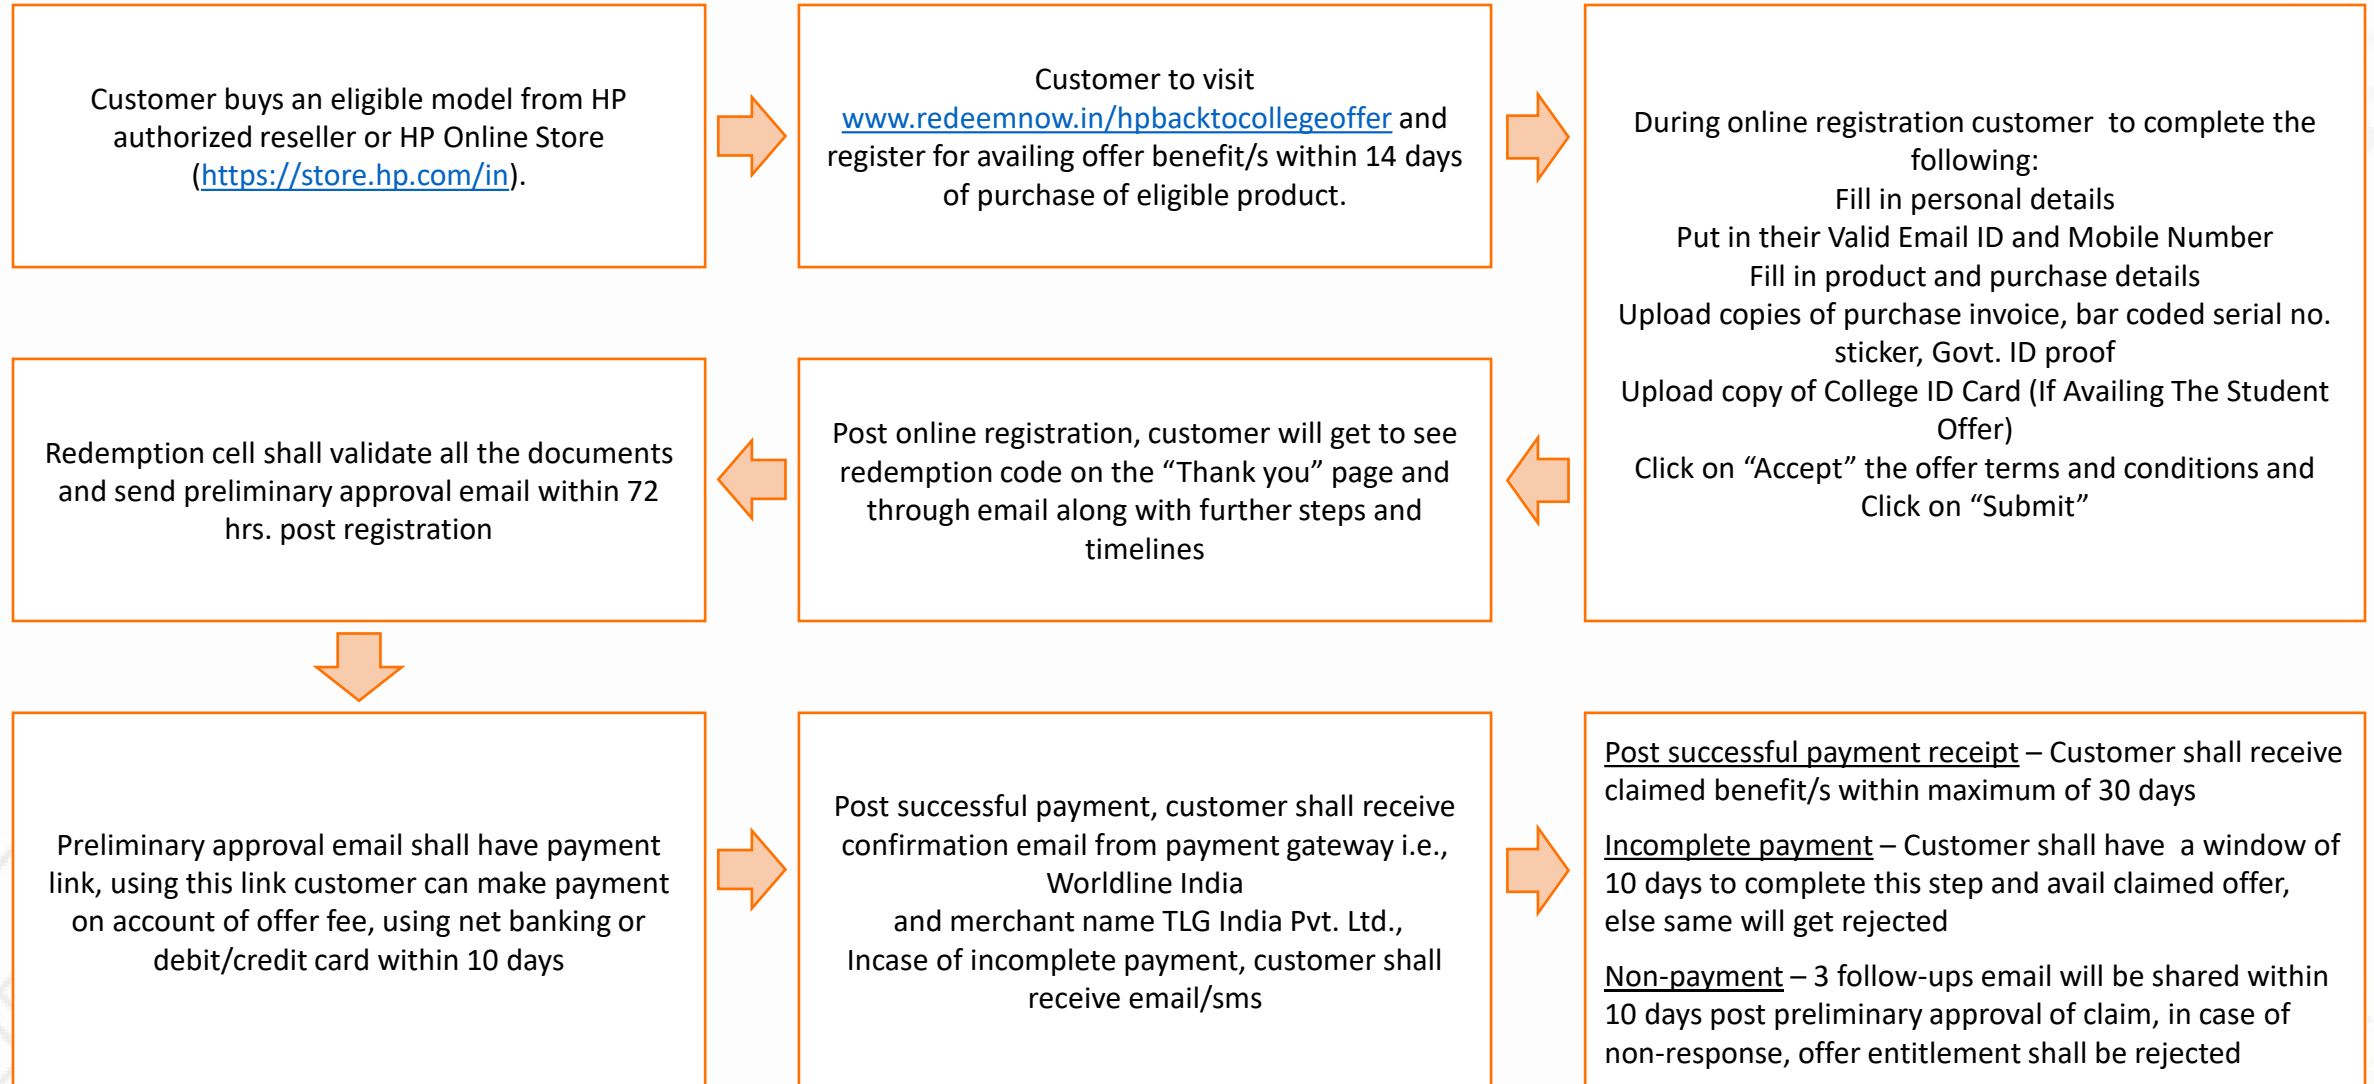 Customer buys an eligible model from HP
authorized reseller or HP Online Store
(https://store.hp.com/in).
Customer to visit
www.redeemnow.in/hpbacktocollegeoffer and
register for availing offer benefit/s within 14 days
of purchase of eligible product.
During online registration customer  to complete the
following:
Fill in personal details
Put in their Valid Email ID and Mobile Number
Fill in product and purchase details
Upload copies of purchase invoice, bar coded serial no.
sticker, Govt. ID proof
Upload copy of College ID Card (If Availing The Student
Offer)
Click on “Accept” the offer terms and conditions and
Click on “Submit”
Post online registration, customer will get to see
redemption code on the “Thank you” page and
through email along with further steps and
timelines
Redemption cell shall validate all the documents
and send preliminary approval email within 72
hrs. post registration
Preliminary approval email shall have payment
link, using this link customer can make payment
on account of offer fee, using net banking or
debit/credit card within 10 days
Post successful payment, customer shall receive
confirmation email from payment gateway i.e.,
Worldline India
and merchant name TLG India Pvt. Ltd.,
Incase of incomplete payment, customer shall
receive email/sms
Post successful payment receipt – Customer shall receive
claimed benefit/s within maximum of 30 days
Incomplete payment – Customer shall have  a window of
10 days to complete this step and avail claimed offer,
else same will get rejected
Non-payment – 3 follow-ups email will be shared within
10 days post preliminary approval of claim, in case of
non-response, offer entitlement shall be rejected